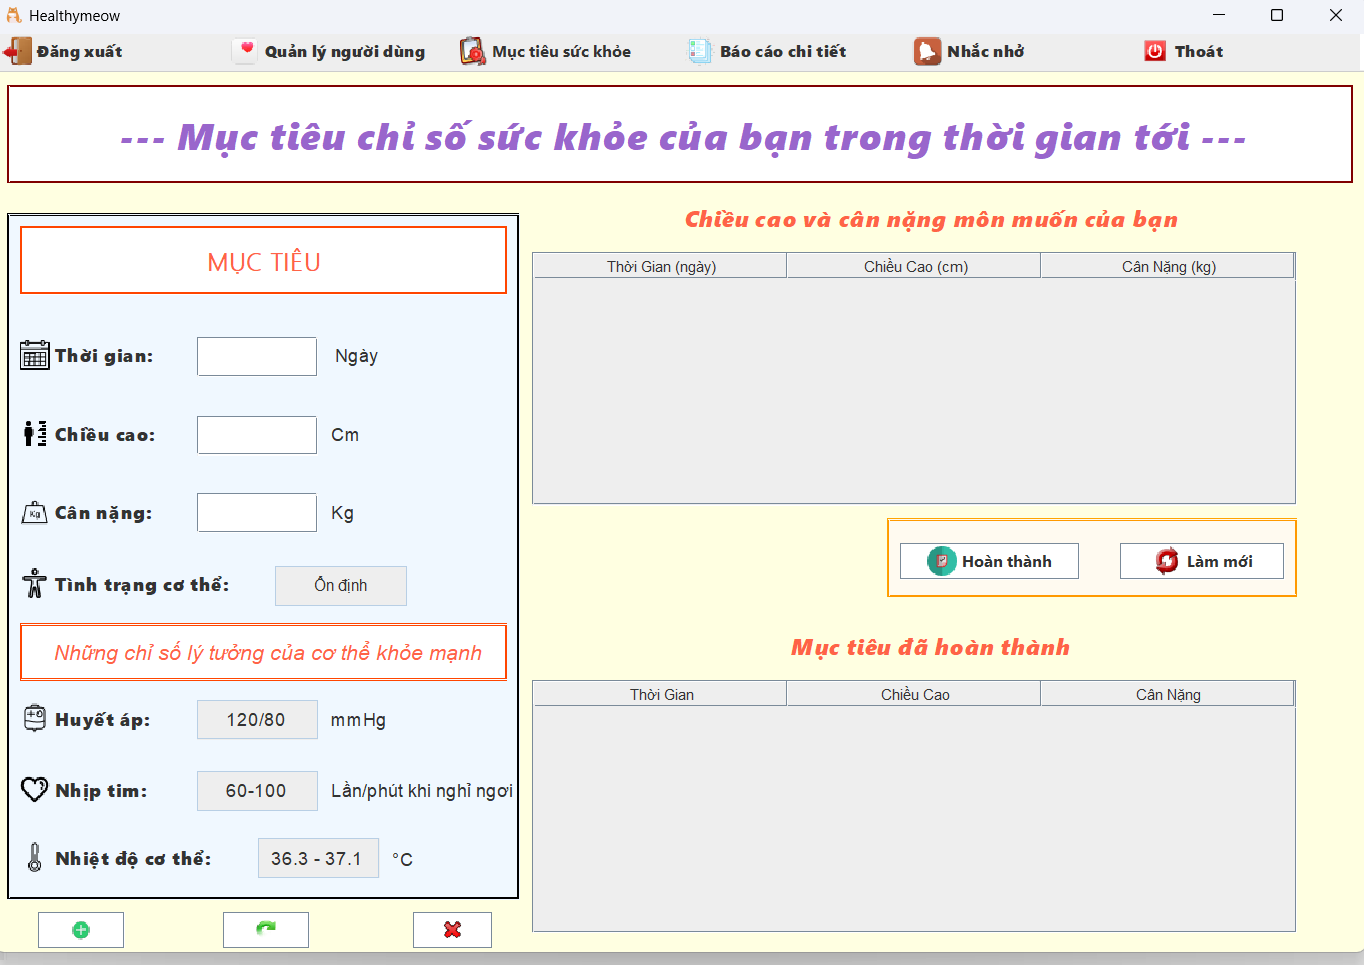 Healthymeow
Đăng xuất
Quản lý người dùng
Mục tiêu sức khỏe
Báo cáo chi tiết
Nhắc nhở
Thoát
--- Mục tiêu chỉ số sức khỏe của bạn trong thời gian tới ---
MỤC TIÊU
Thời gian: Ngày
Chiều cao: Cm
Cân nặng: Kg
Tình trạng cơ thể: Ổn định
Những chỉ số lý tưởng của cơ thể khỏe mạnh
Huyết áp: 120/80 mmHg
Nhịp tim: 60-100 Lần/phút khi nghỉ ngơi
Nhiệt độ cơ thể: 36.3 - 37.1 °C
Chiều cao và cân nặng môn muốn của bạn
Thời Gian (ngày) Chiều Cao (cm) Cân Nặng (kg)
Hoàn thành Làm mới
Mục tiêu đã hoàn thành
Thời Gian Chiều Cao Cân Nặng